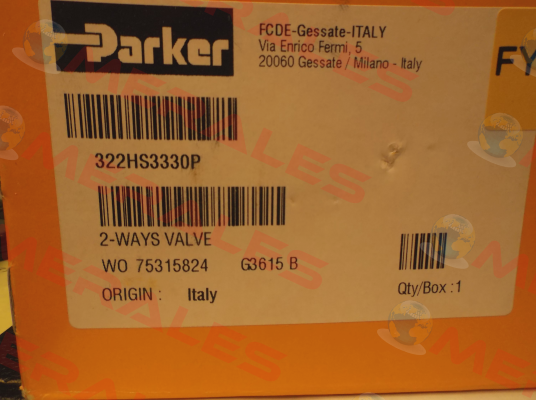 Parker
FCDE-Gessate-ITALY
Via Enrico Fermi, 5
20060 Gessate / Milano - Italy
FY
322HS3330P
2-WAYS VALVE
WO 75315824 G3615 B
ORIGIN : Italy
Qty/Box : 1
MERALES